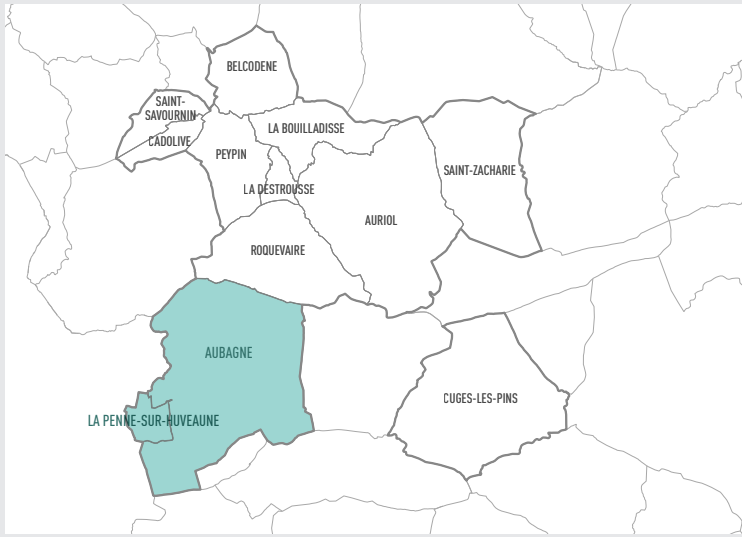 BELCODENE
SAINT-
SAVOURNIN
LA BOUILLADISSE
CADOLIVE
PEYPIN
SAINT-ZACHARIE
LA DESTROUSSE
AURIOL
ROQUEVAIRE
AUBAGNE
CUGES-LES-PINS
LA PENNE-SUR-HUVEAUNE